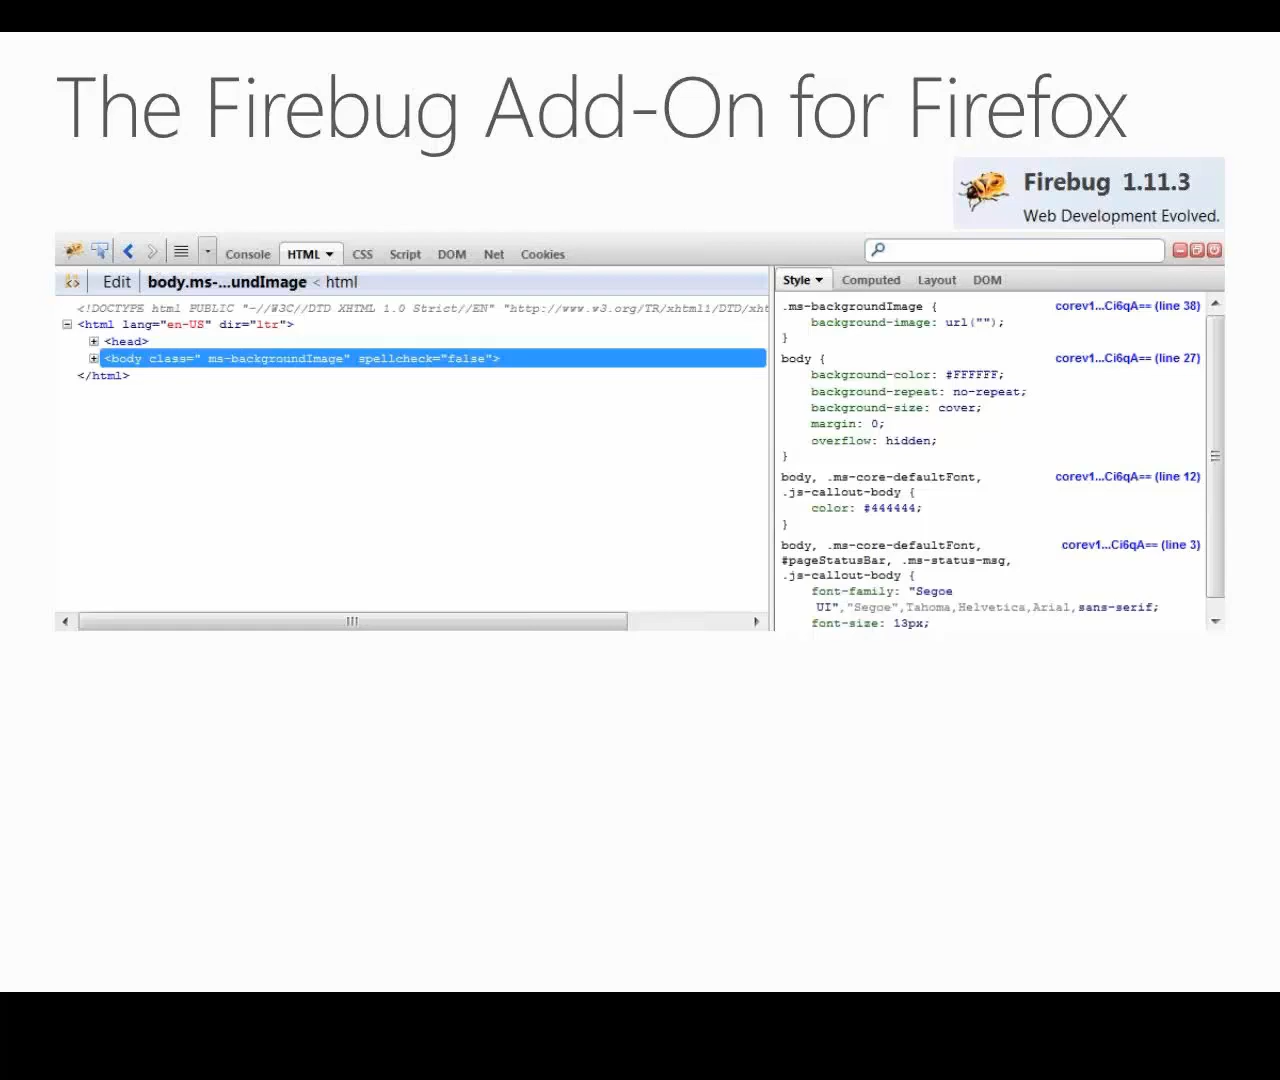 The Firebug Add-On for Firefox
Firebug 1.11.3
Web Development Evolved.
Console HTML CSS Script DOM Net Cookies
Edit body.ms-...undImage < html
<!DOCTYPE html PUBLIC "-//W3C//DTD XHTML 1.0 Strict//EN" "http://www.w3.org/TR/xhtml1/DTD/xht
<html lang="en-US" dir="ltr">
<head>
<body class=" ms-backgroundImage" spellcheck="false">
</html>
Style Computed Layout DOM
.ms-backgroundImage { corev1...Ci6qA== (line 38)
background-image: url("");
}
body { corev1...Ci6qA== (line 27)
background-color: #FFFFFF;
background-repeat: no-repeat;
background-size: cover;
margin: 0;
overflow: hidden;
}
body, .ms-core-defaultFont, corev1...Ci6qA== (line 12)
.js-callout-body {
color: #444444;
}
body, .ms-core-defaultFont, corev1...Ci6qA== (line 3)
#pageStatusBar, .ms-status-msg,
.js-callout-body {
font-family: "Segoe
UI","Segoe",Tahoma,Helvetica,Arial,sans-serif;
font-size: 13px;